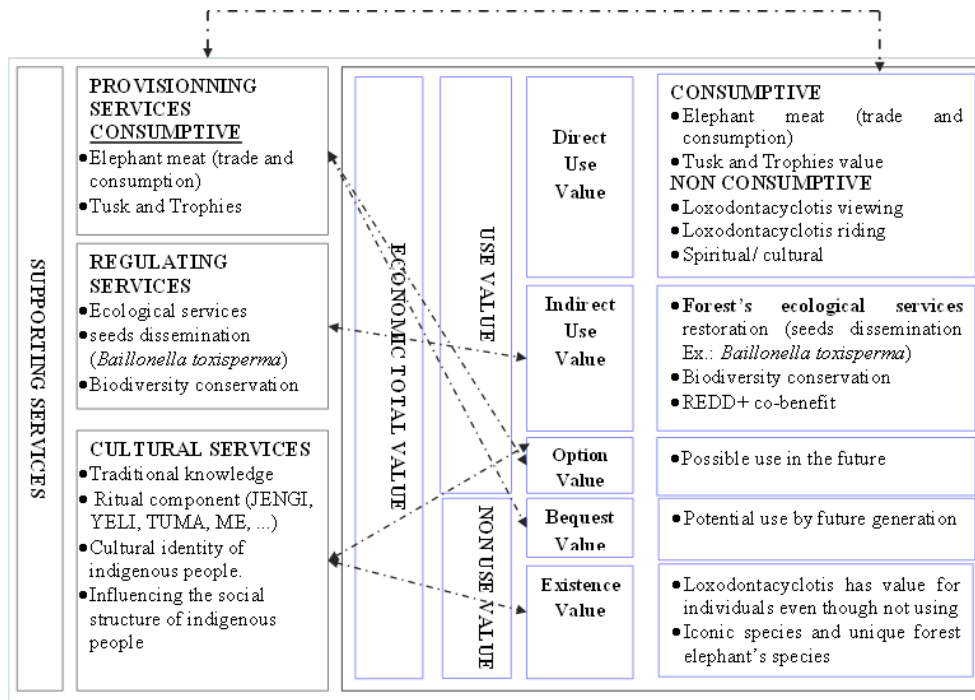 SUPPORTING SERVICES
PROVISIONNING
SERVICES
CONSUMPTIVE
●Elephant meat (trade and
consumption)
●Tusk and Trophies
REGULATING
SERVICES
●Ecological services
●seeds dissemination
(Baillonella toxisperma)
●Biodiversity conservation
CULTURAL SERVICES
●Traditional knowledge
● Ritual component (JENGI,
YELI, TUMA, ME, ...)
●Cultural identity of
indigenous people.
●Influencing the social
structure of indigenous
people
ECONOMIC TOTAL VALUE
USE VALUE
NON USE VALUE
Direct
Use
Value
Indirect
Use
Value
Option
Value
Bequest
Value
Existence
Value
CONSUMPTIVE
●Elephant meat (trade and
consumption)
●Tusk and Trophies value
NON CONSUMPTIVE
●Loxodontacyclotis viewing
●Loxodontacyclotis riding
●Spiritual/ cultural
●Forest's ecological services
restoration (seeds dissemination
Ex.: Baillonella toxisperma)
●Biodiversity conservation
●REDD+ co-benefit
●Possible use in the future
●Potential use by future generation
●Loxodontacyclotis has value for
individuals even though not using
●Iconic species and unique forest
elephant's species